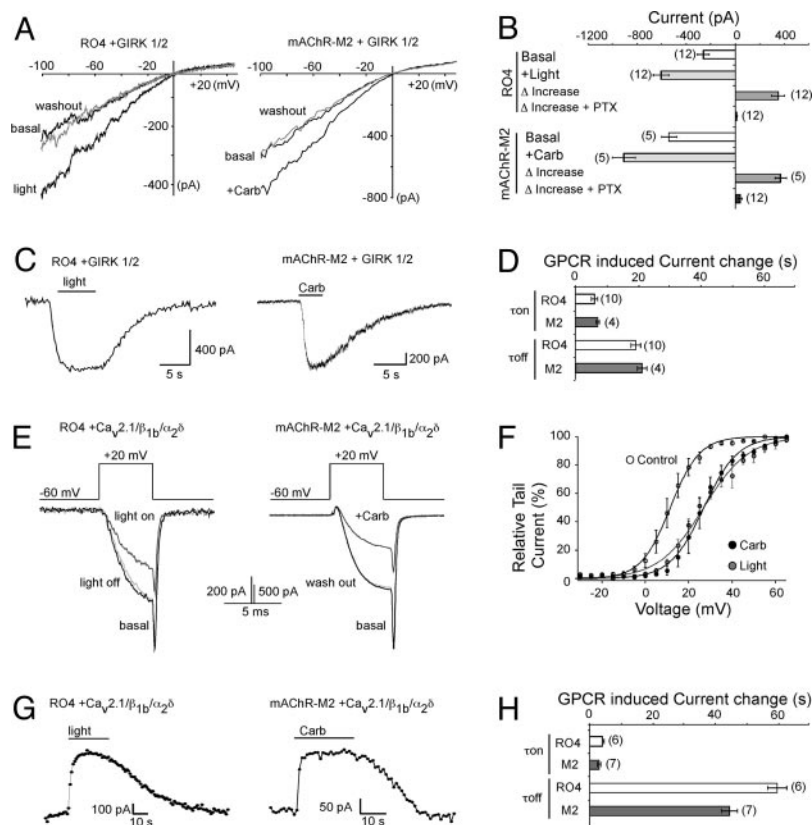 A
RO4 +GIRK 1/2
-100
-60
-20
+20 (mV)
washout
basal
light
-200
-400
(pA)
mAChR-M2 + GIRK 1/2
-100
-60
-20
+20 (mV)
washout
basal
+Carb
-400
-800
(pA)
B
Current (pA)
-1200
-800
-400
0
400
RO4
Basal
(12)
+Light
(12)
Δ Increase
(12)
Δ Increase + PTX
(12)
mAChR-M2
Basal
(5)
+Carb
(5)
Δ Increase
(5)
Δ Increase + PTX
(12)
C
RO4 +GIRK 1/2
light
400 pA
5 s
mAChR-M2 + GIRK 1/2
Carb
200 pA
5 s
D
GPCR induced Current change (s)
0
20
40
60
τon
RO4
(10)
M2
(4)
τoff
RO4
(10)
M2
(4)
E
RO4 +Cav2.1/β1b/α2δ
+20 mV
-60 mV
light on
light off
basal
200 pA
500 pA
5 ms
mAChR-M2 +Cav2.1/β1b/α2δ
+20 mV
-60 mV
+Carb
wash out
basal
F
Relative Tail
Current (%)
100
80
60
40
20
0
Control
Carb
Light
-20
0
20
40
60
Voltage (mV)
G
RO4 +Cav2.1/β1b/α2δ
light
100 pA
10 s
mAChR-M2 +Cav2.1/β1b/α2δ
Carb
50 pA
10 s
H
GPCR induced Current change (s)
0
20
40
60
τon
RO4
(6)
M2
(7)
τoff
RO4
(6)
M2
(7)